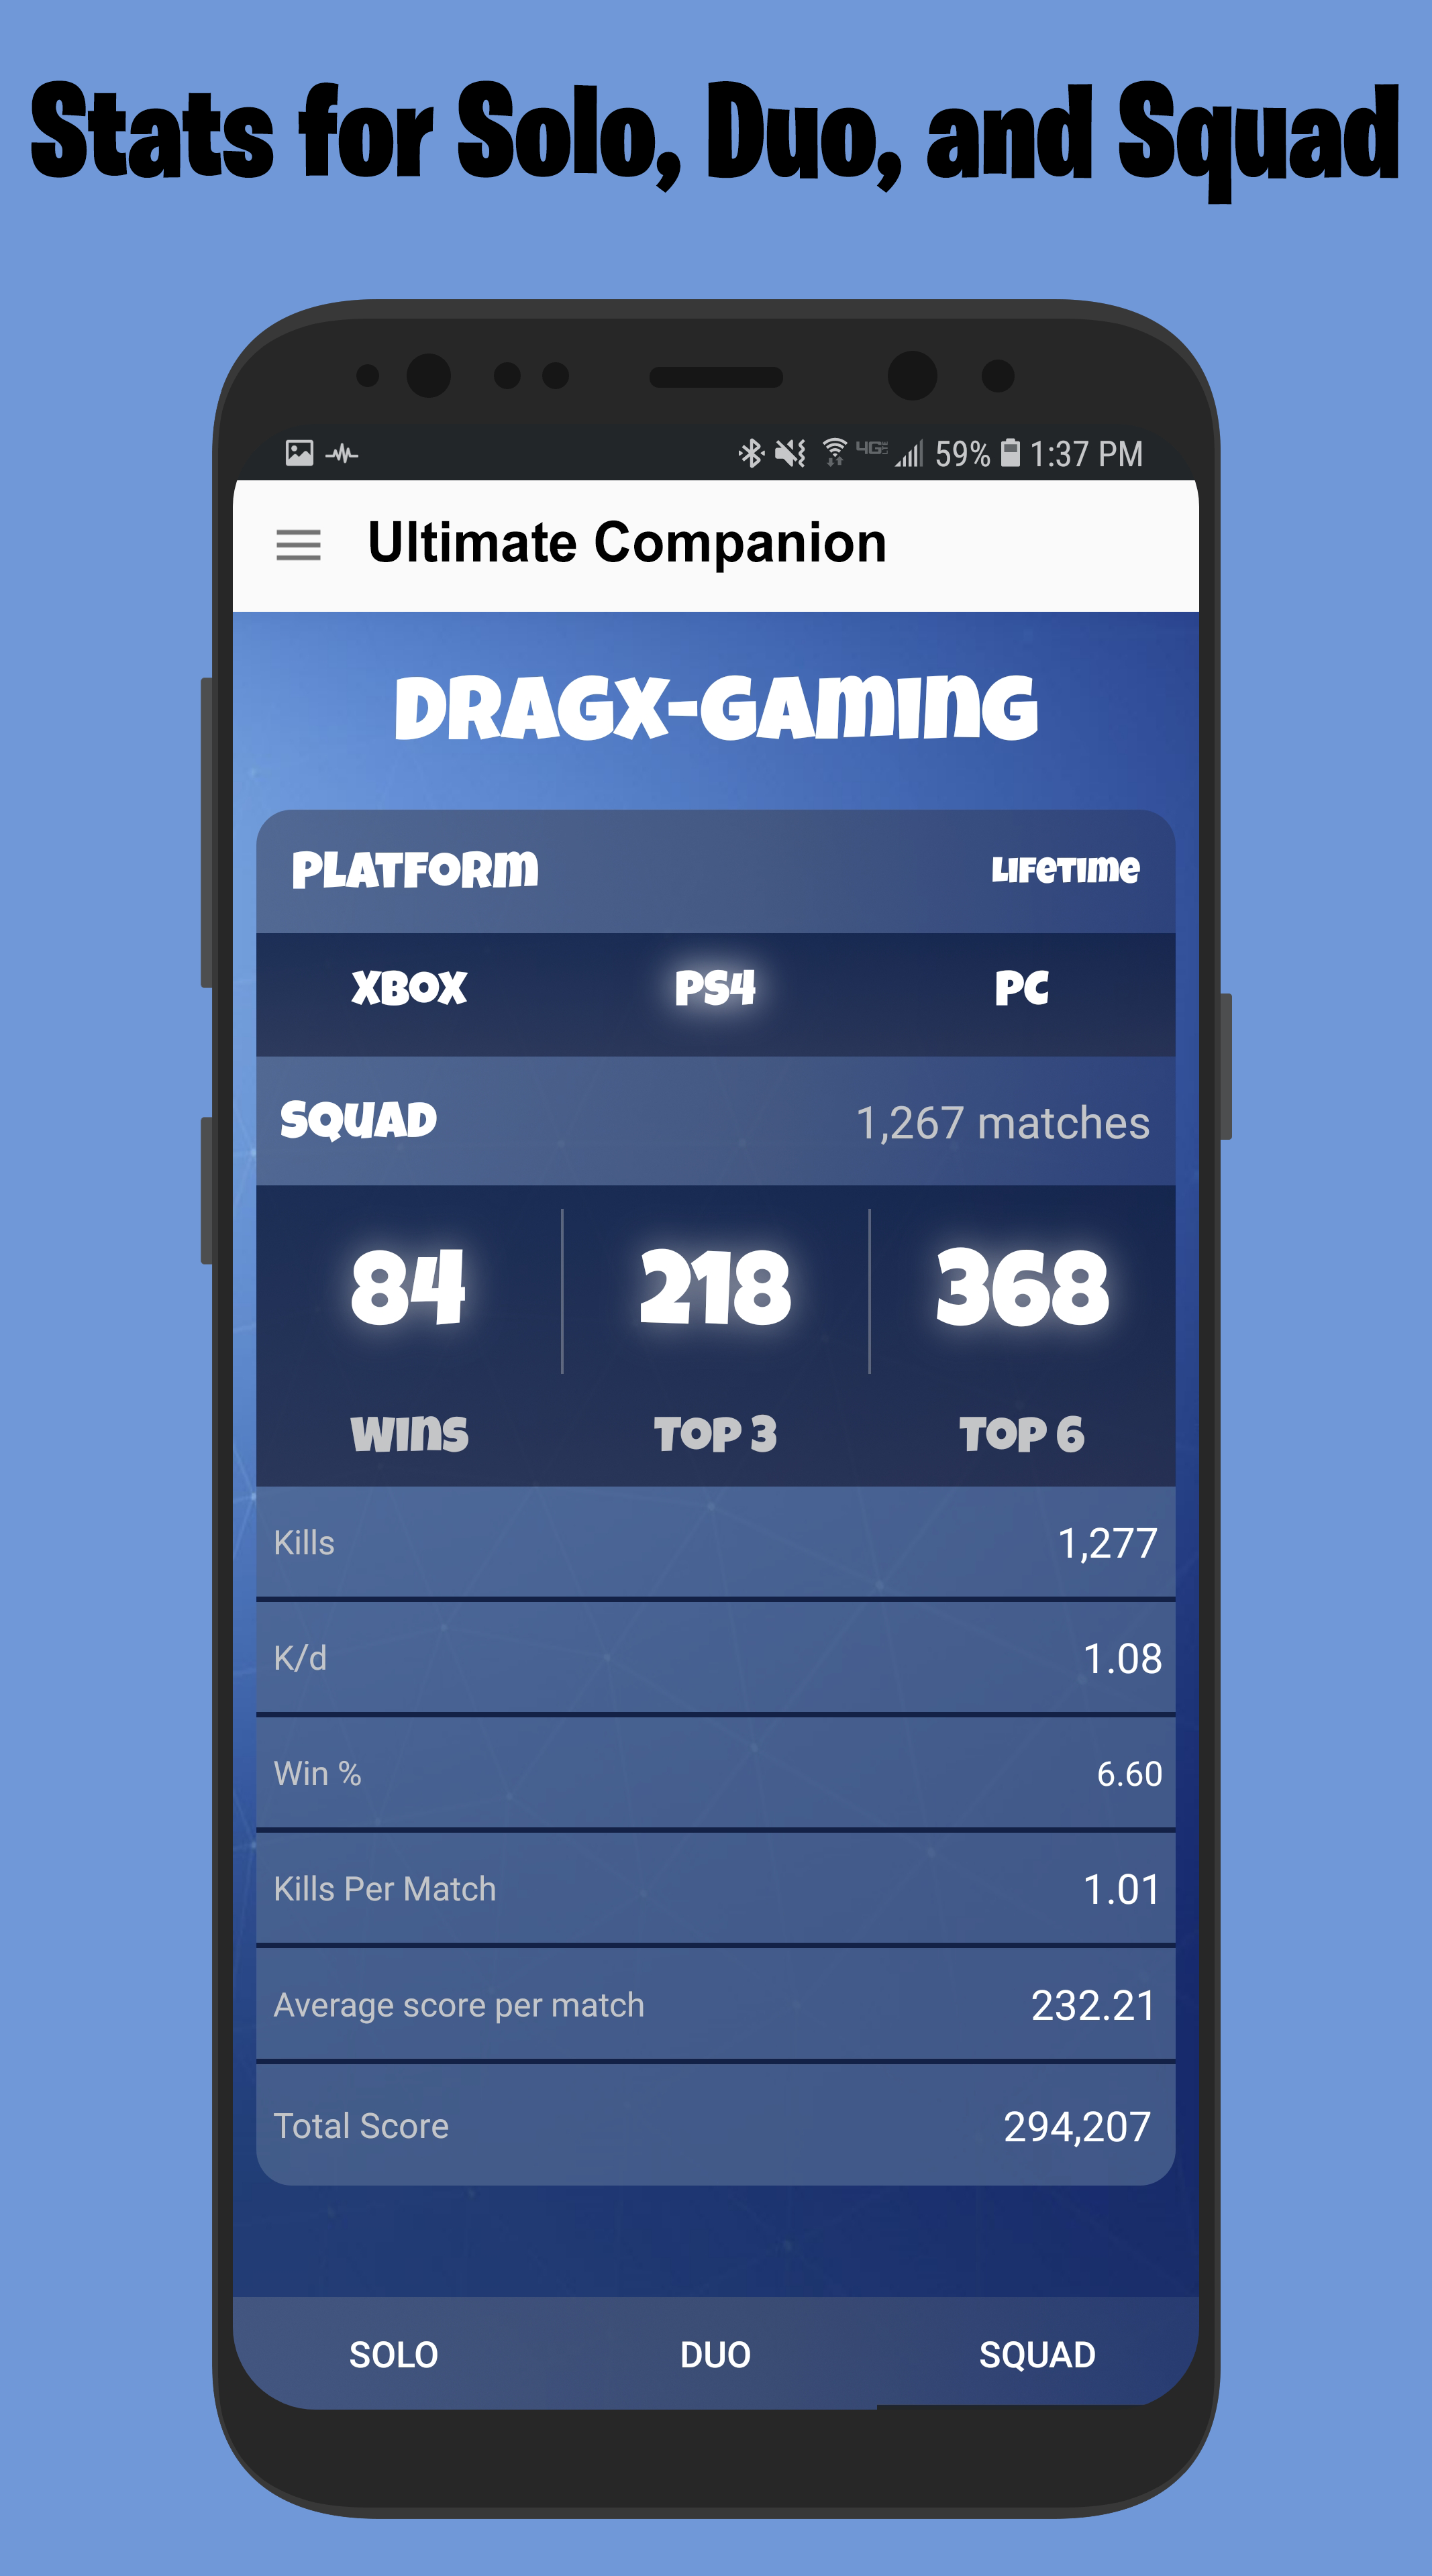 Stats for Solo, Duo, and Squad
59% 1:37 PM
Ultimate Companion
DRAGX-GAMING
PLATFORM LIFETIME
XBOX PS4 PC
SQUAD 1,267 matches
84 218 368
WINS TOP 3 TOP 6
Kills 1,277
K/d 1.08
Win % 6.60
Kills Per Match 1.01
Average score per match 232.21
Total Score 294,207
SOLO DUO SQUAD